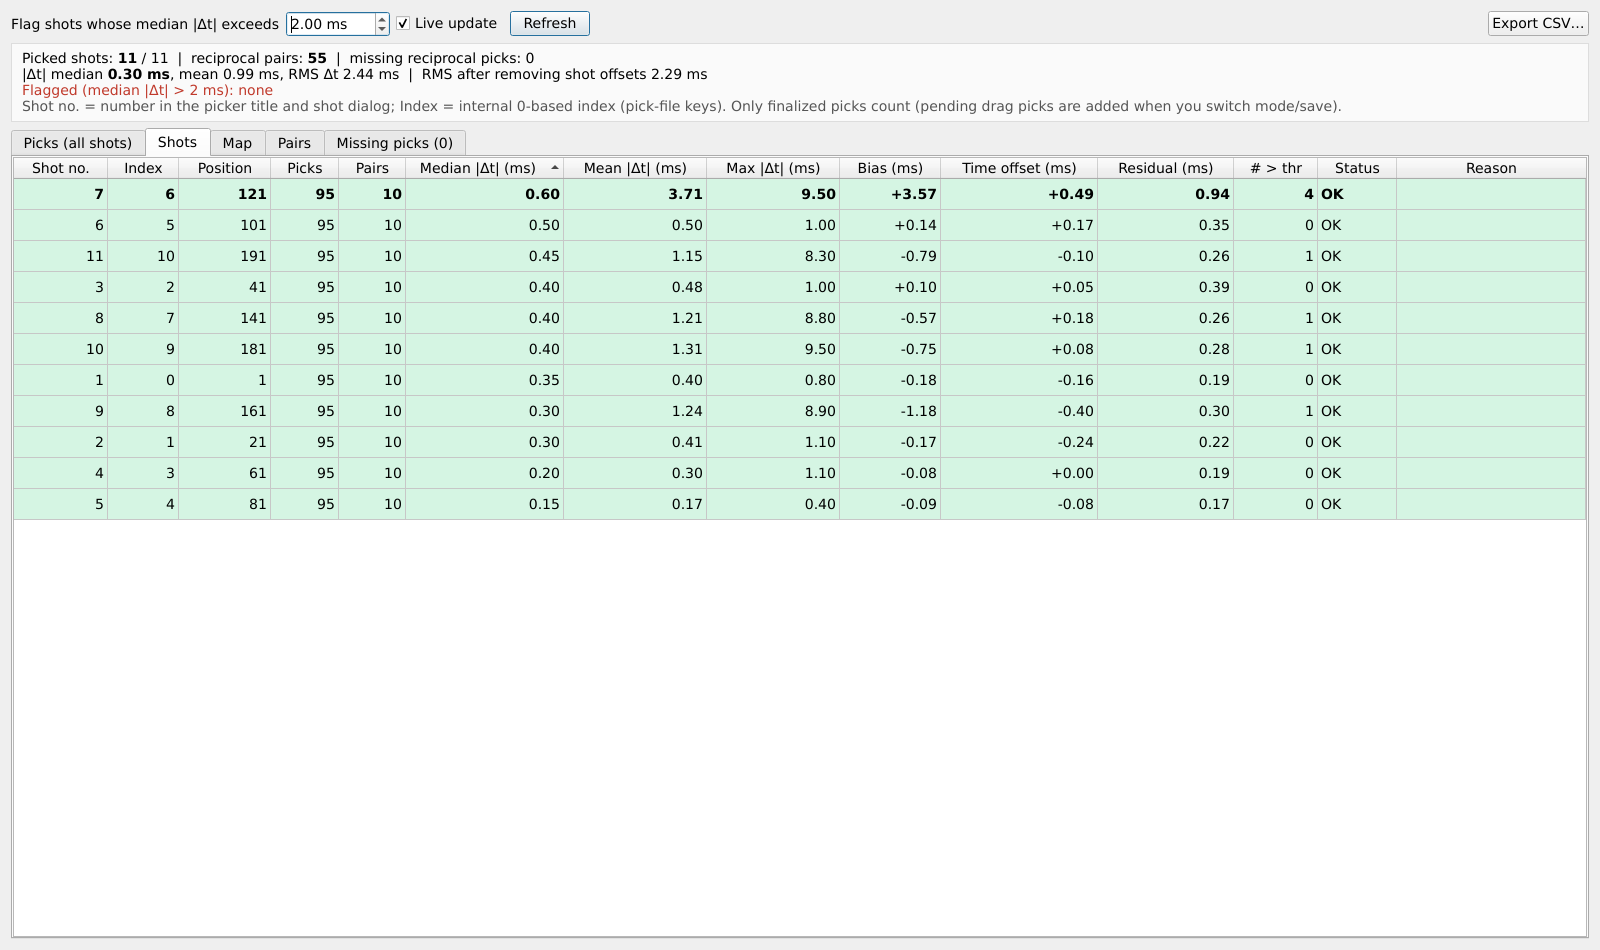 Flag shots whose median |Δt| exceeds 2.00 ms Live update Refresh Export CSV...
Picked shots: 11 / 11 | reciprocal pairs: 55 | missing reciprocal picks: 0
|Δt| median 0.30 ms, mean 0.99 ms, RMS Δt 2.44 ms | RMS after removing shot offsets 2.29 ms
Flagged (median |Δt| > 2 ms): none
Shot no. = number in the picker title and shot dialog; Index = internal 0-based index (pick-file keys). Only finalized picks count (pending drag picks are added when you switch mode/save).
Picks (all shots) Shots Map Pairs Missing picks (0)
Shot no. Index Position Picks Pairs Median |Δt| (ms) Mean |Δt| (ms) Max |Δt| (ms) Bias (ms) Time offset (ms) Residual (ms) # > thr Status Reason
7 6 121 95 10 0.60 3.71 9.50 +3.57 +0.49 0.94 4 OK
6 5 101 95 10 0.50 0.50 1.00 +0.14 +0.17 0.35 0 OK
11 10 191 95 10 0.45 1.15 8.30 -0.79 -0.10 0.26 1 OK
3 2 41 95 10 0.40 0.48 1.00 +0.10 +0.05 0.39 0 OK
8 7 141 95 10 0.40 1.21 8.80 -0.57 +0.18 0.26 1 OK
10 9 181 95 10 0.40 1.31 9.50 -0.75 +0.08 0.28 1 OK
1 0 1 95 10 0.35 0.40 0.80 -0.18 -0.16 0.19 0 OK
9 8 161 95 10 0.30 1.24 8.90 -1.18 -0.40 0.30 1 OK
2 1 21 95 10 0.30 0.41 1.10 -0.17 -0.24 0.22 0 OK
4 3 61 95 10 0.20 0.30 1.10 -0.08 +0.00 0.19 0 OK
5 4 81 95 10 0.15 0.17 0.40 -0.09 -0.08 0.17 0 OK